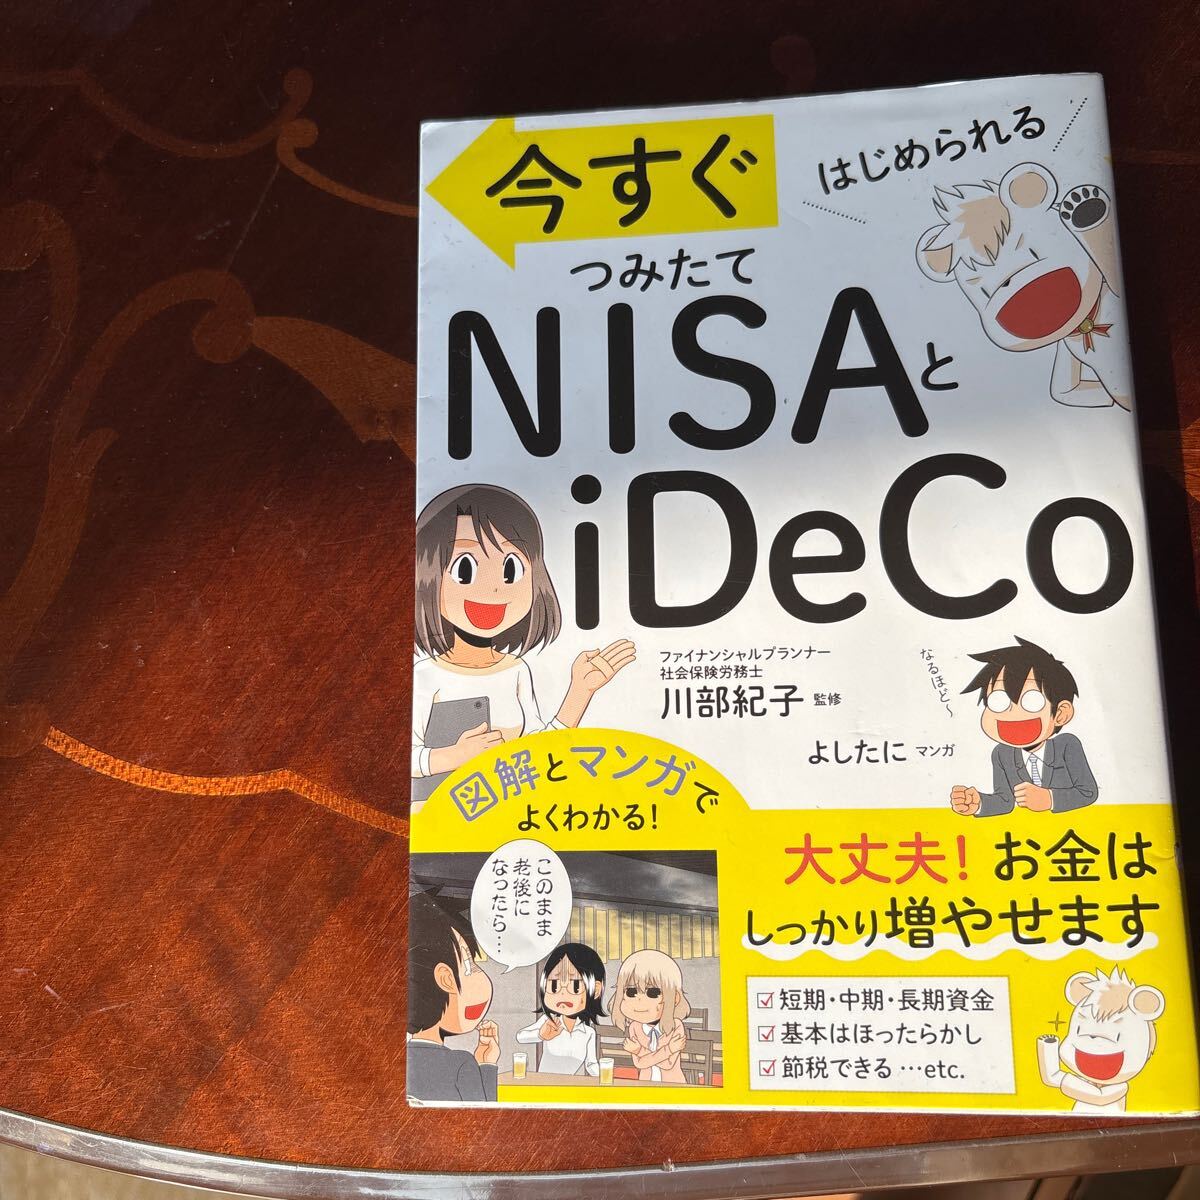 今すぐ
はじめられる
つみたて
NISAと
iDeCo
ファイナンシャルプランナー
社会保険労務士
川部紀子 監修
なるほど～
よしたに マンガ
図解とマンガで
よくわかる！
このまま
老後に
なったら…
大丈夫！お金は
しっかり増やせます
短期・中期・長期資金
基本はほったらかし
節税できる …etc.